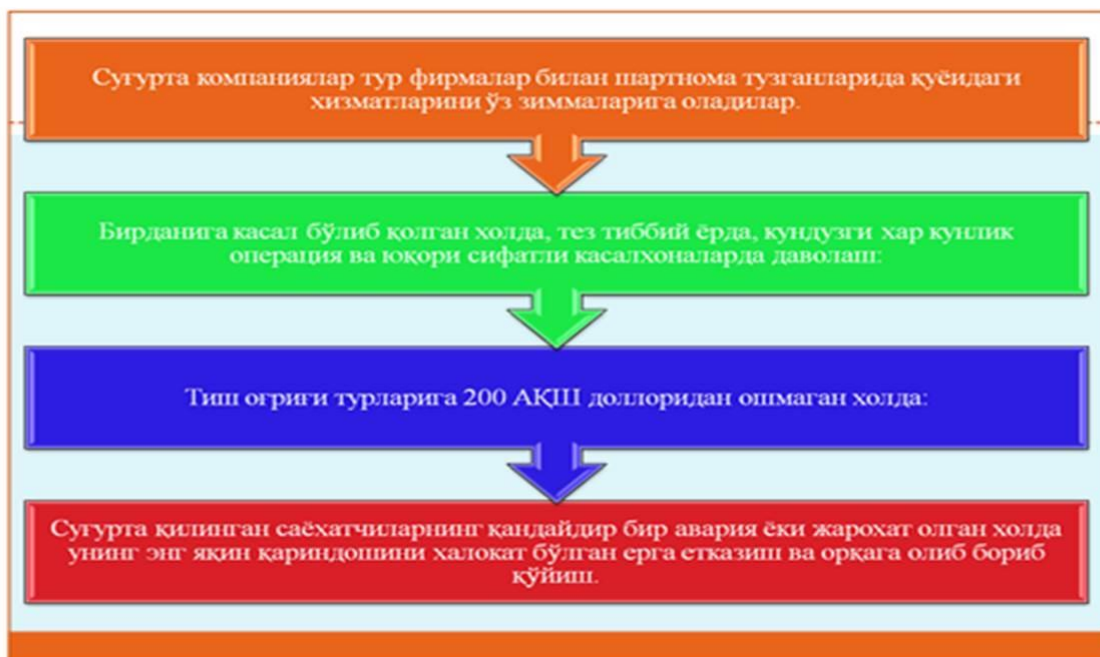 Суғурта компаниялар тур фирмалар билан шартнома тузганларида қуёидаги
хизматларини ўз зиммаларига оладилар.
Бирданига касал бўлиб қолган холда, тез тиббий ёрда, кундузги хар кунлик
операция ва юқори сифатли касалхоналарда даволаш:
Тиш оғриғи турларига 200 АҚШ доллоридан ошмаган холда:
Суғурта қилинган саёхатчиларнинг қандайдир бир авария ёки жарохат олган холда
унинг энг яқин қариндошини халокат бўлган ерга етказиш ва орқага олиб бориб
қўйиш.